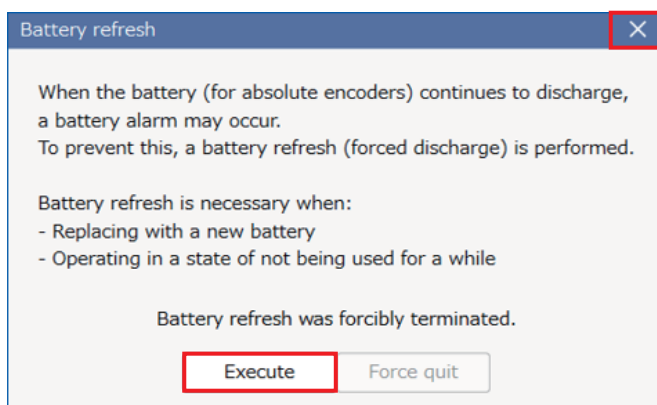 Battery refresh
When the battery (for absolute encoders) continues to discharge,
a battery alarm may occur.
To prevent this, a battery refresh (forced discharge) is performed.
Battery refresh is necessary when:
- Replacing with a new battery
- Operating in a state of not being used for a while
Battery refresh was forcibly terminated.
Execute
Force quit